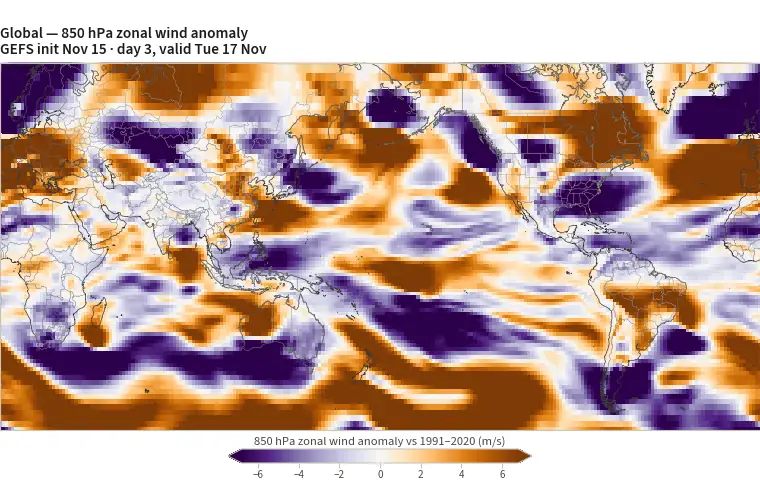 Global — 850 hPa zonal wind anomaly
GEFS init Nov 15 · day 3, valid Tue 17 Nov
850 hPa zonal wind anomaly vs 1991–2020 (m/s)
−6 −4 −2 0 2 4 6